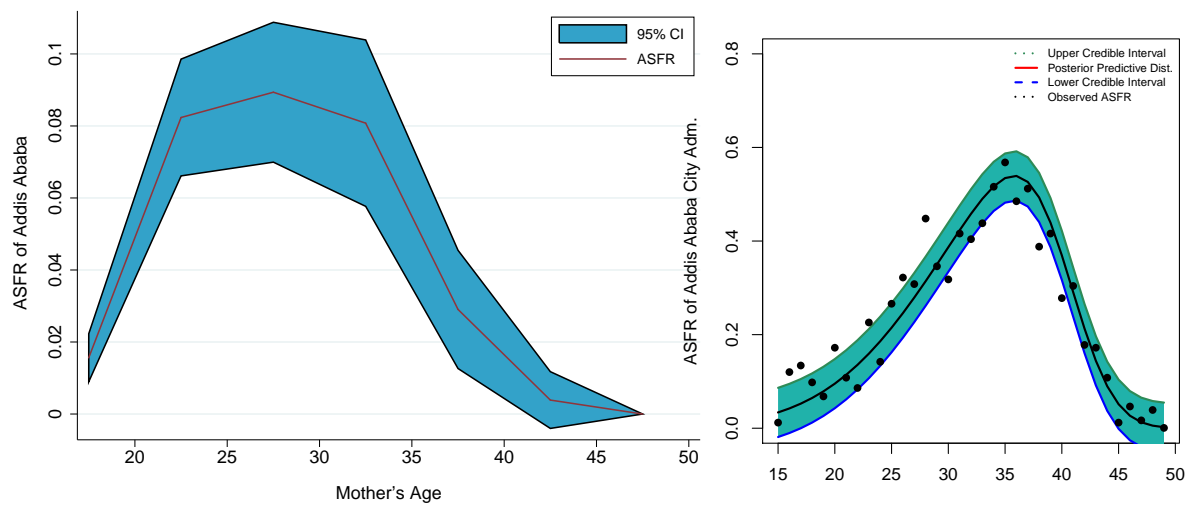 95% CI
ASFR
ASFR of Addis Ababa
0.1
0.08
0.06
0.04
0.02
0
20 25 30 35 40 45 50
Mother's Age
Upper Credible Interval
Posterior Predictive Dist.
Lower Credible Interval
Observed ASFR
ASFR of Addis Ababa City Adm.
0.8
0.6
0.4
0.2
0.0
15 20 25 30 35 40 45 50